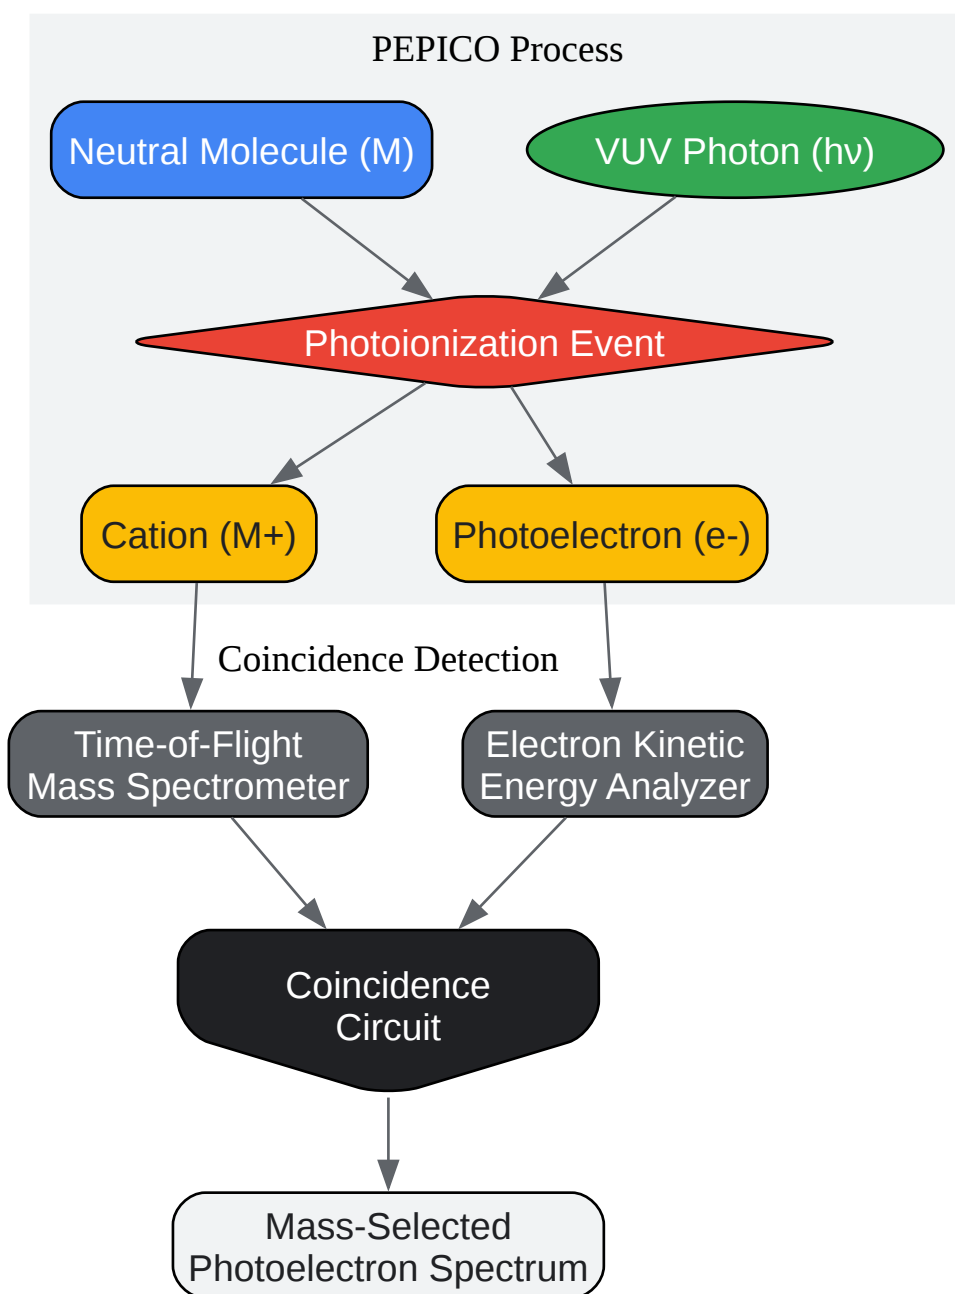 PEPICO Process
Neutral Molecule (M)
VUV Photon (hν)
Photoionization Event
Cation (M+)
Photoelectron (e-)
Coincidence Detection
Time-of-Flight
Mass Spectrometer
Electron Kinetic
Energy Analyzer
Coincidence
Circuit
Mass-Selected
Photoelectron Spectrum